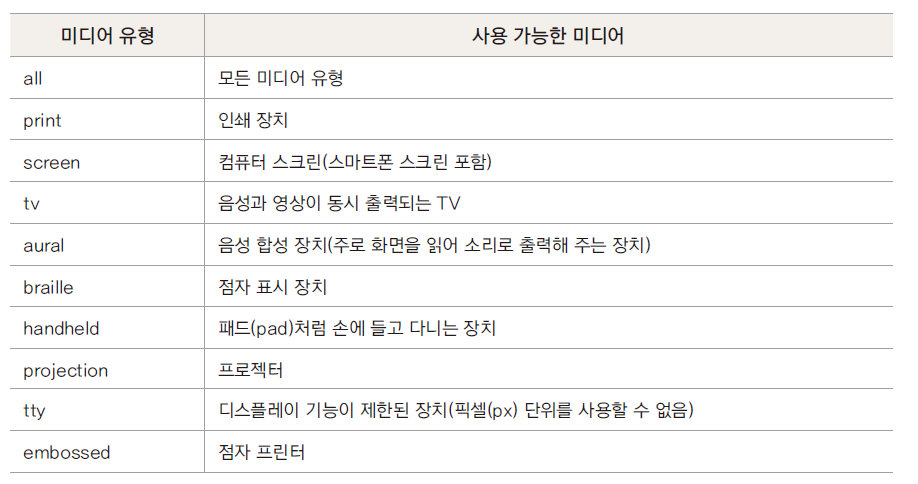 미디어 유형 사용 가능한 미디어
all 모든 미디어 유형
print 인쇄 장치
screen 컴퓨터 스크린(스마트폰 스크린 포함)
tv 음성과 영상이 동시 출력되는 TV
aural 음성 합성 장치(주로 화면을 읽어 소리로 출력해 주는 장치)
braille 점자 표시 장치
handheld 패드(pad)처럼 손에 들고 다니는 장치
projection 프로젝터
tty 디스플레이 기능이 제한된 장치(픽셀(px) 단위를 사용할 수 없음)
embossed 점자 프린터